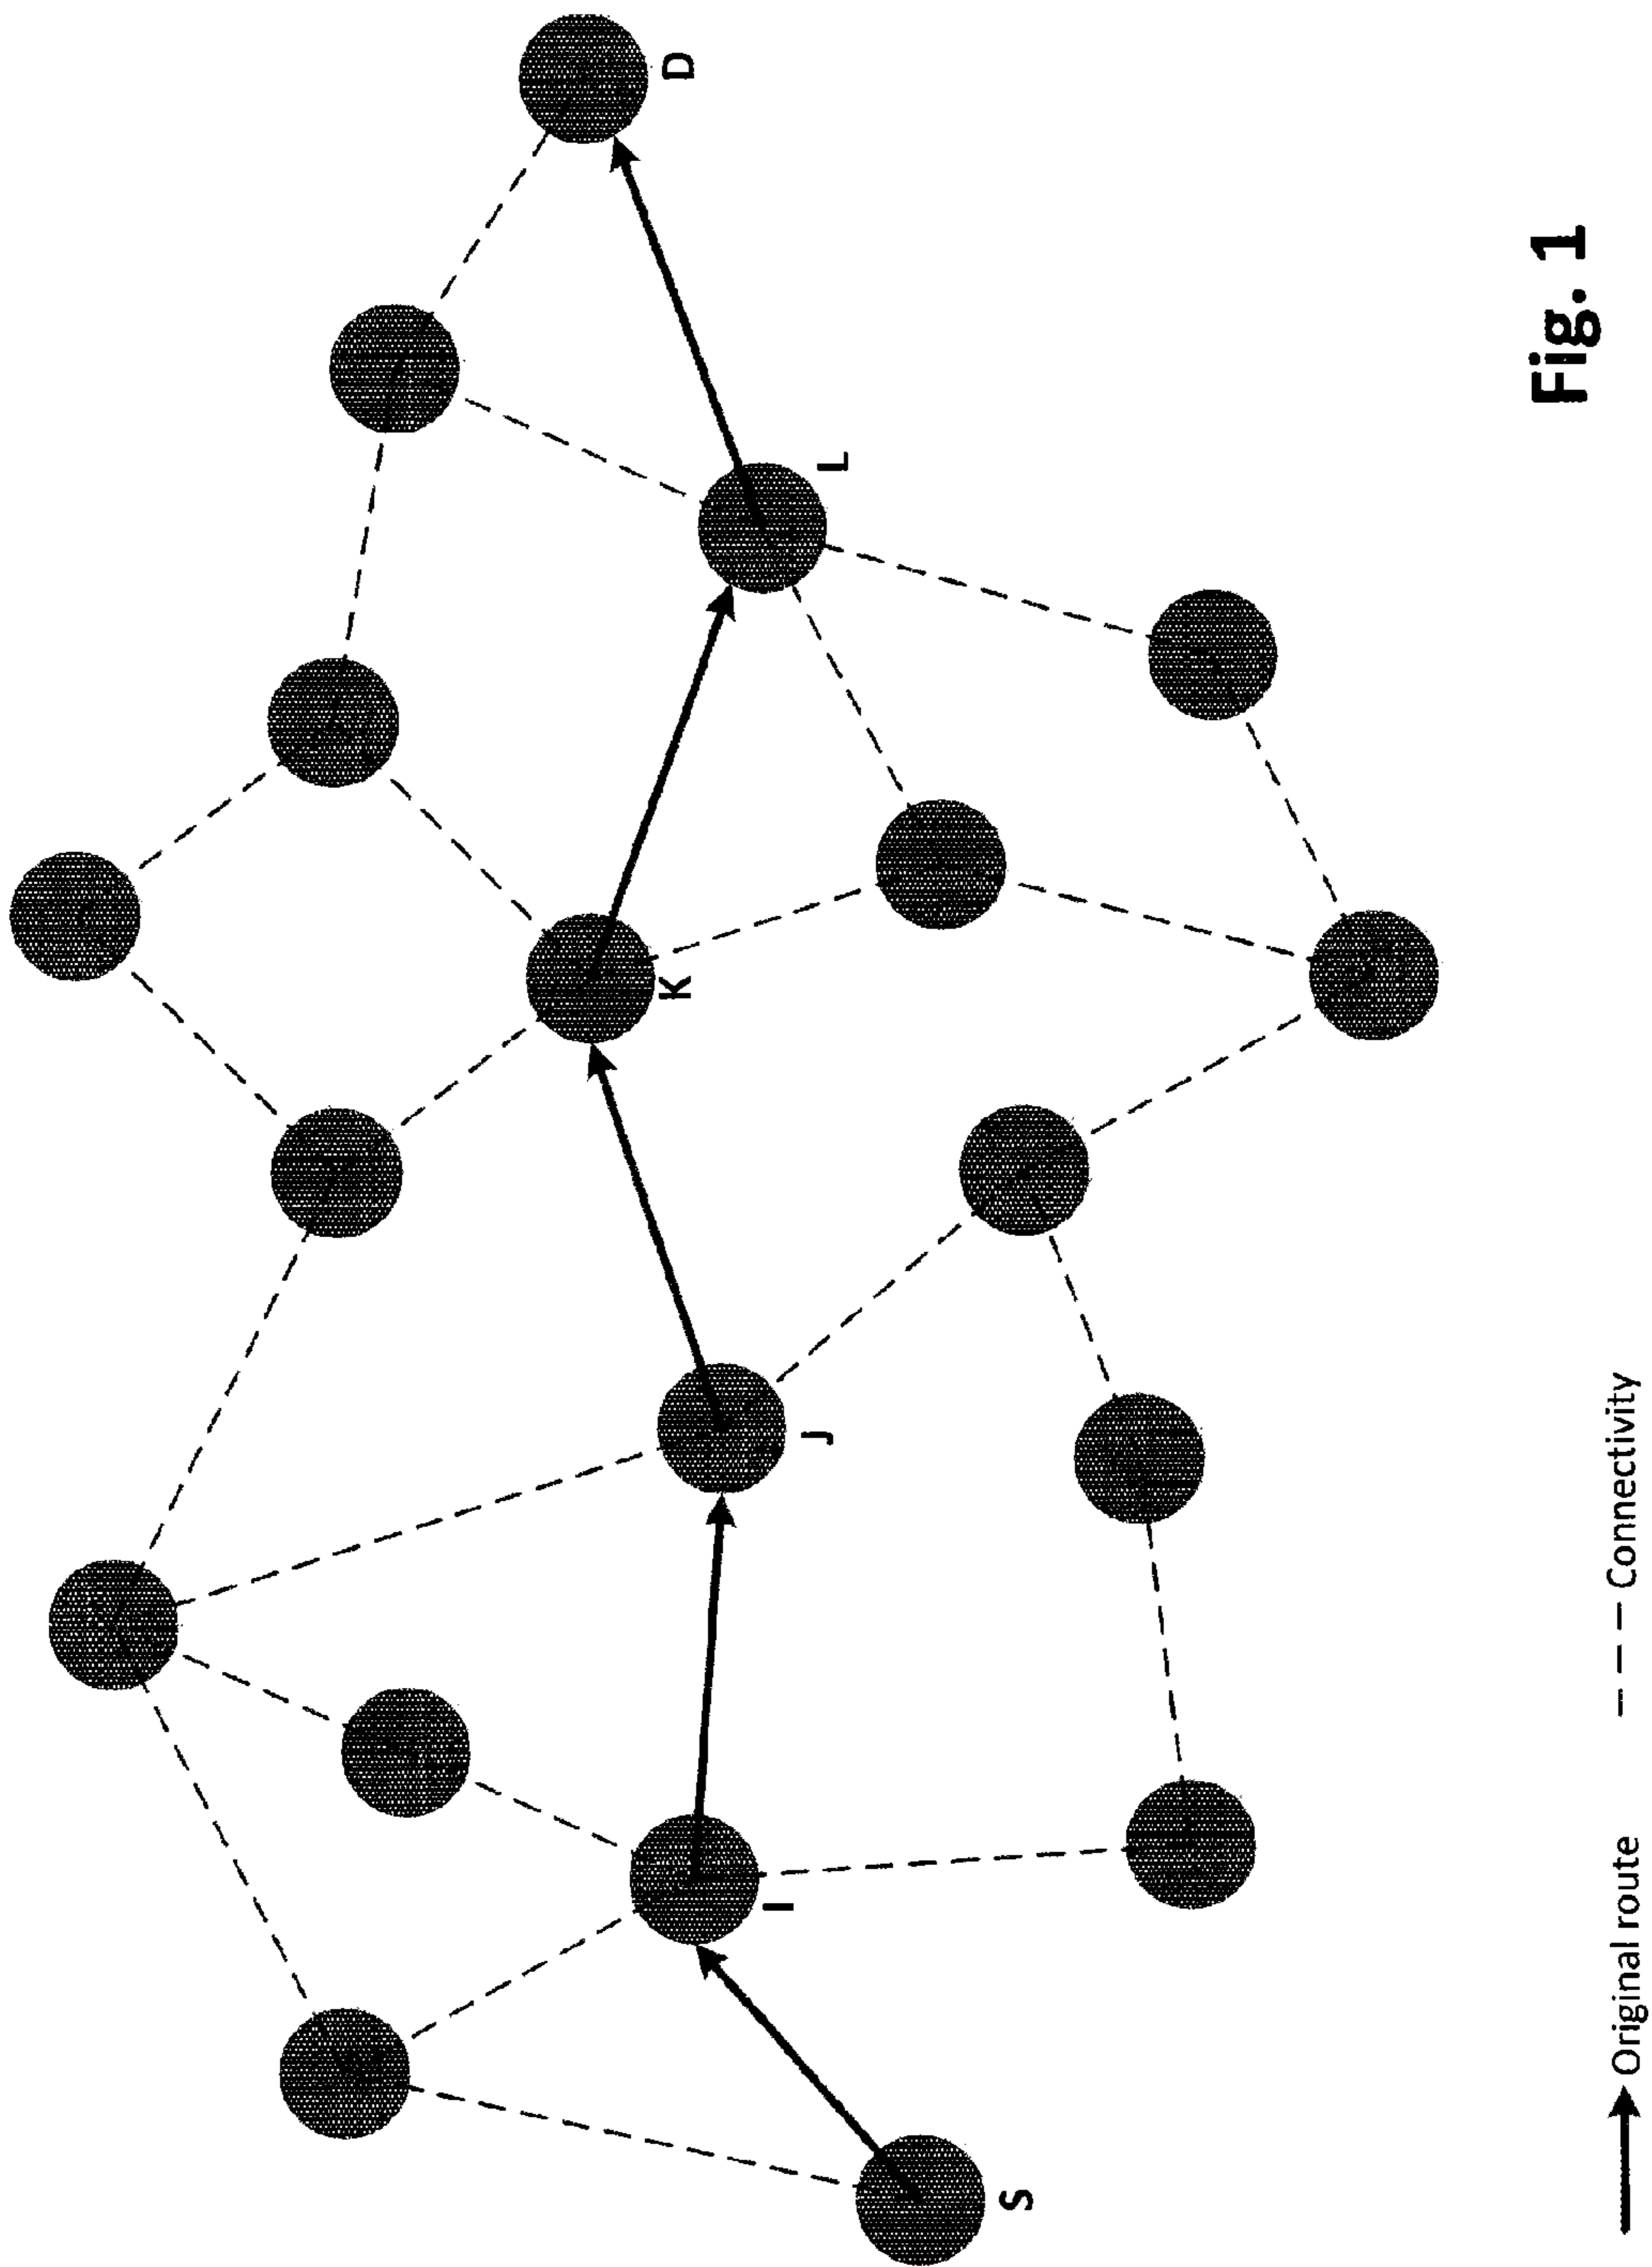 S
I
J
K
L
D
Original route
Connectivity
Fig. 1